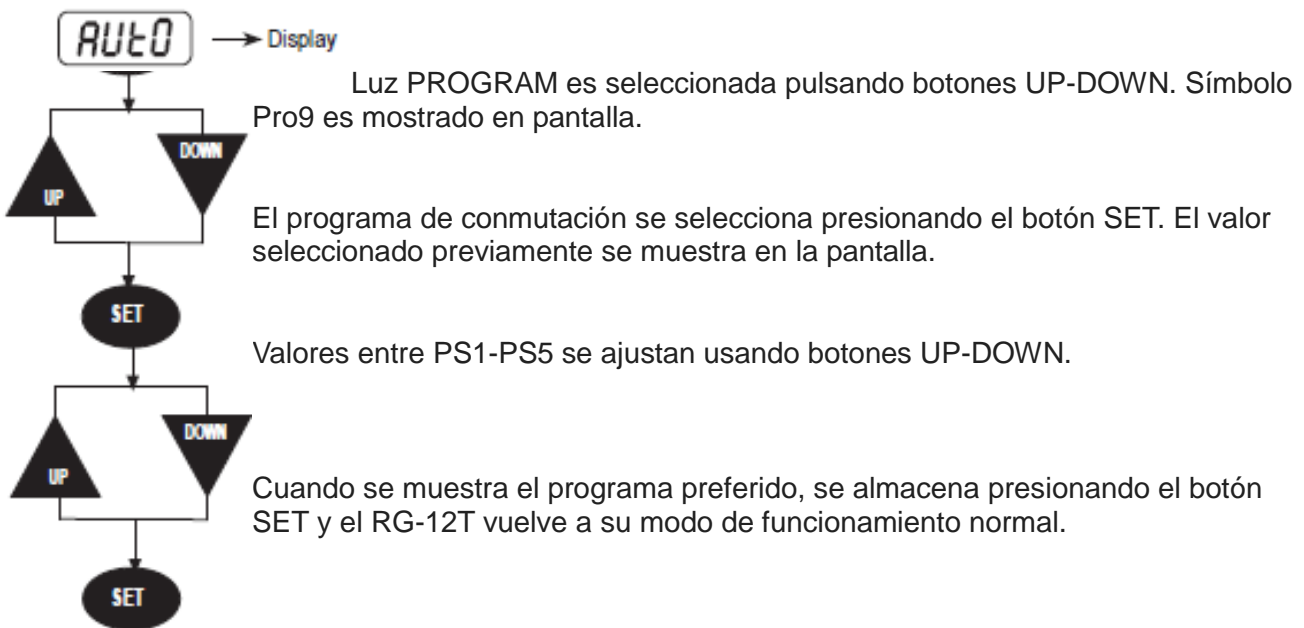 AUtO
Display
Luz PROGRAM es seleccionada pulsando botones UP-DOWN. Símbolo
Pro9 es mostrado en pantalla.
UP
DOWN
El programa de conmutación se selecciona presionando el botón SET. El valor
seleccionado previamente se muestra en la pantalla.
SET
Valores entre PS1-PS5 se ajustan usando botones UP-DOWN.
UP
DOWN
Cuando se muestra el programa preferido, se almacena presionando el botón
SET y el RG-12T vuelve a su modo de funcionamiento normal.
SET